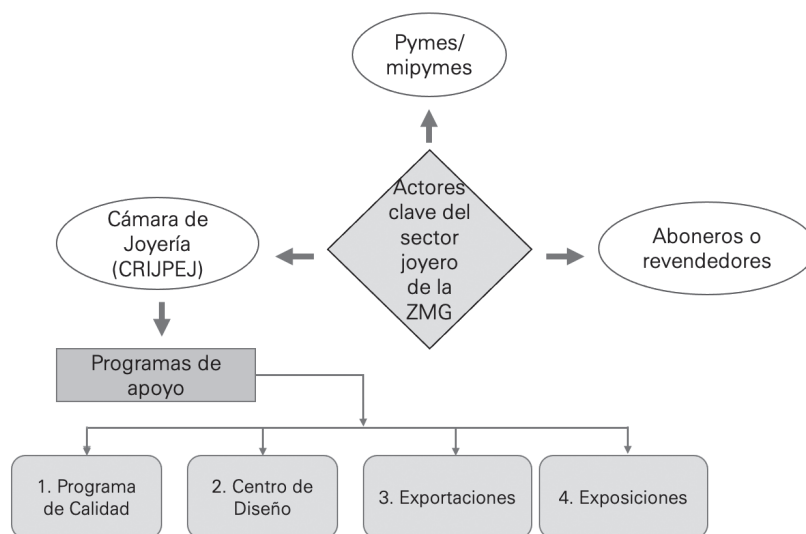 Pymes/
mipymes
Actores
clave del
sector
joyero
de la
ZMG
Cámara de
Joyería
(CRIJPEJ)
Aboneros o
revendedores
Programas de
apoyo
1. Programa
de Calidad
2. Centro de
Diseño
3. Exportaciones
4. Exposiciones